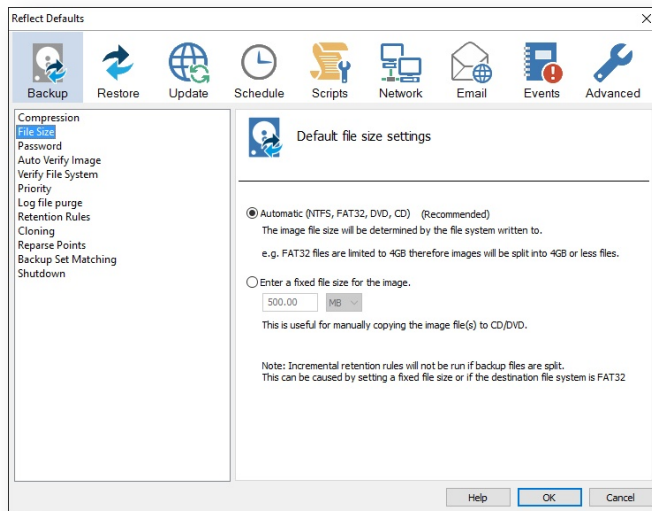 Reflect Defaults
Backup
Restore
Update
Schedule
Scripts
Network
Email
Events
Advanced
Compression
File Size
Password
Auto Verify Image
Verify File System
Priority
Log file purge
Retention Rules
Cloning
Reparse Points
Backup Set Matching
Shutdown
Default file size settings
Automatic (NTFS, FAT32, DVD, CD) (Recommended)
The image file size will be determined by the file system written to.
e.g. FAT32 files are limited to 4GB therefore images will be split into 4GB or less files.
Enter a fixed file size for the image.
500.00 MB
This is useful for manually copying the image file(s) to CD/DVD.
Note: Incremental retention rules will not be run if backup files are split.
This can be caused by setting a fixed file size or if the destination file system is FAT32
Help
OK
Cancel